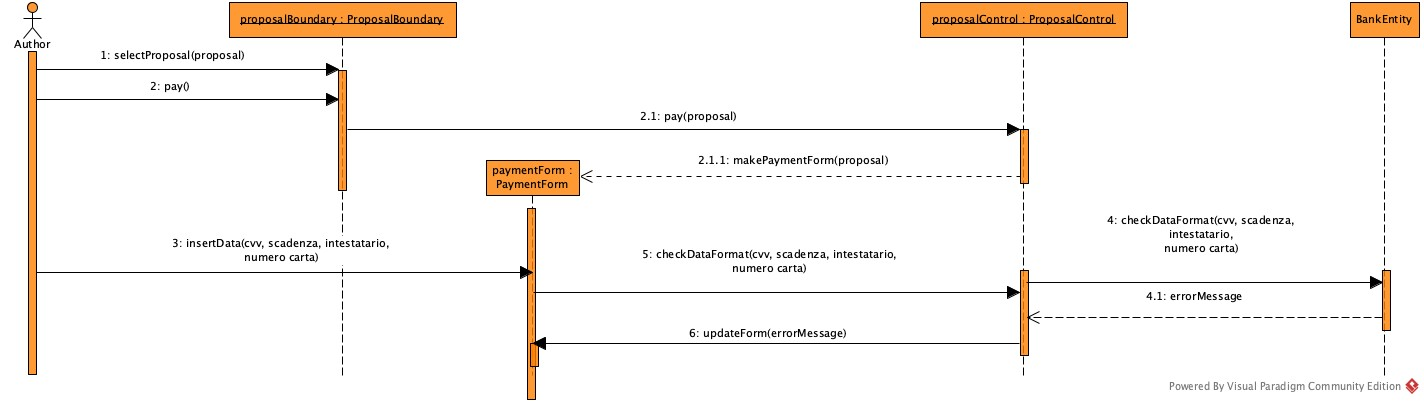 proposalBoundary : ProposalBoundary
proposalControl : ProposalControl
BankEntity
Author
1: selectProposal(proposal)
2: pay()
2.1: pay(proposal)
2.1.1: makePaymentForm(proposal)
paymentForm :
PaymentForm
4: checkDataFormat(cvv, scadenza,
intestatario,
numero carta)
3: insertData(cvv, scadenza, intestatario,
numero carta)
5: checkDataFormat(cvv, scadenza, intestatario,
numero carta)
4.1: errorMessage
6: updateForm(errorMessage)
Powered By Visual Paradigm Community Edition